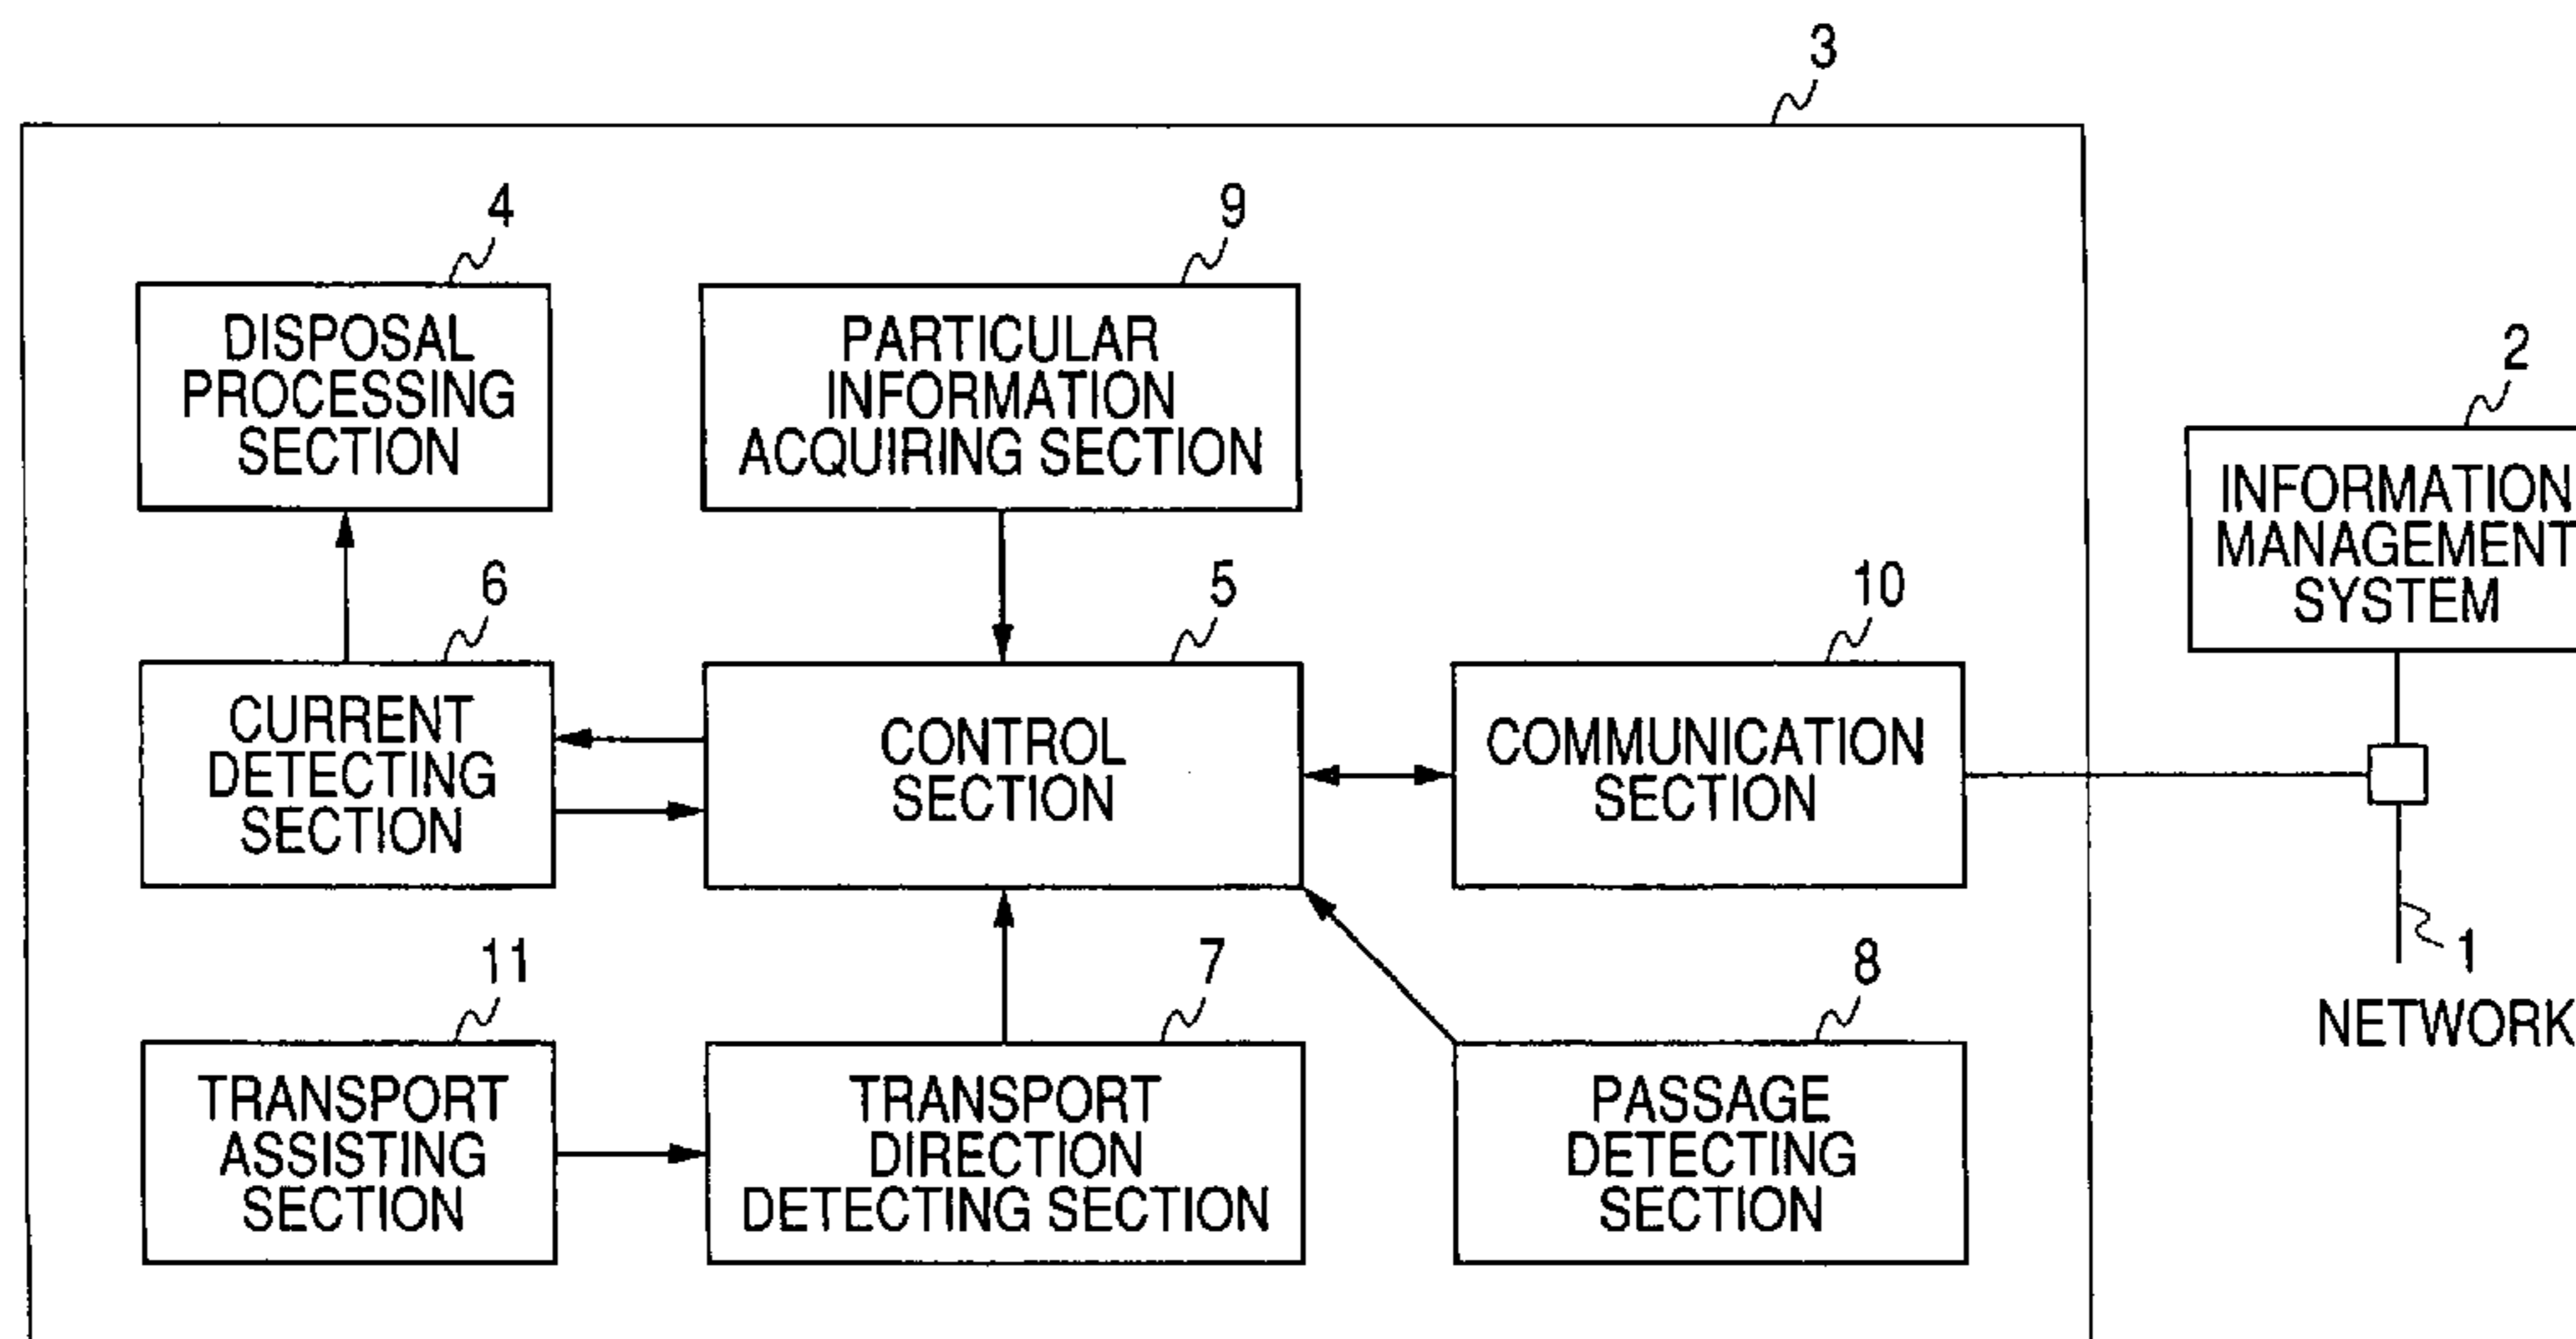 3
4
DISPOSAL
PROCESSING
SECTION
9
PARTICULAR
INFORMATION
ACQUIRING SECTION
2
INFORMATION
MANAGEMENT
SYSTEM
6
CURRENT
DETECTING
SECTION
5
CONTROL
SECTION
10
COMMUNICATION
SECTION
1
NETWORK
11
TRANSPORT
ASSISTING
SECTION
7
TRANSPORT
DIRECTION
DETECTING SECTION
8
PASSAGE
DETECTING
SECTION